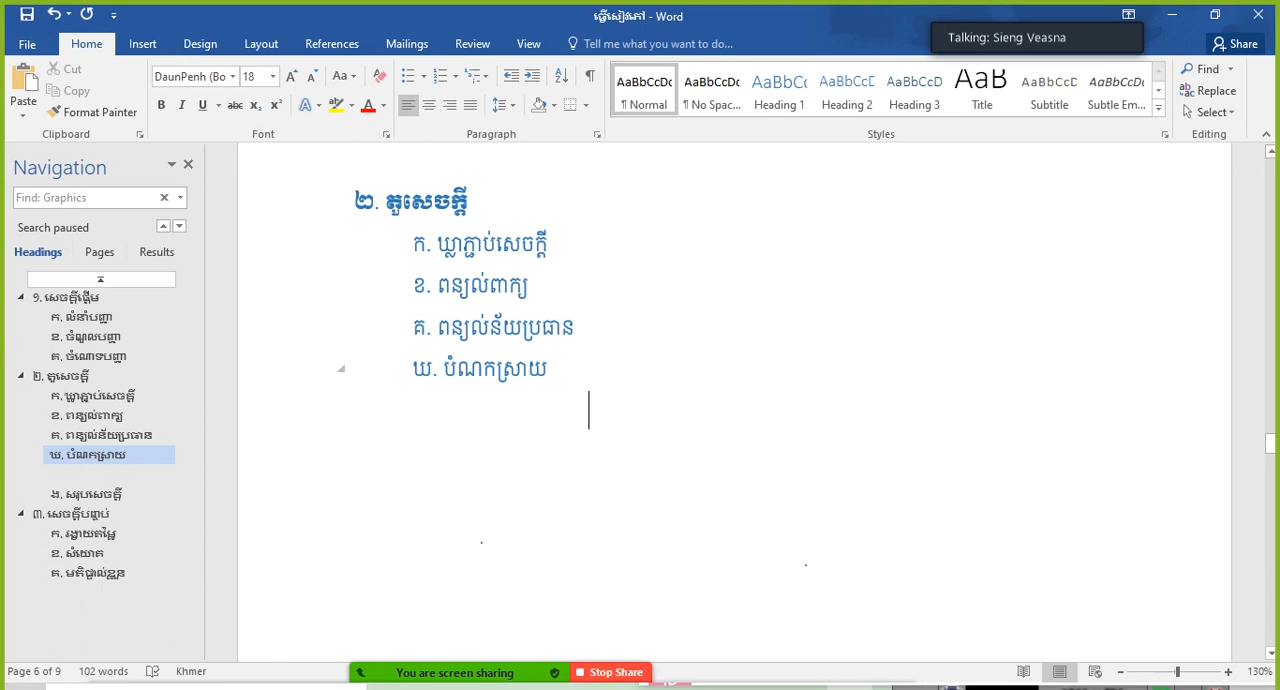 ធ្វើសៀវភៅ - Word
Talking: Sieng Veasna
File
Home
Insert
Design
Layout
References
Mailings
Review
View
Tell me what you want to do...
Share
Paste
Cut
Copy
Format Painter
Clipboard
DaunPenh (Bo
18
Font
Paragraph
AaBbCcDc
¶ Normal
AaBbCcDc
¶ No Spac...
AaBbCc
Heading 1
AaBbCcC
Heading 2
AaBbCcD
Heading 3
AaB
Title
AaBbCcC
Subtitle
AaBbCcDc
Subtle Em...
Styles
Find
Replace
Select
Editing
Navigation
Find: Graphics
Search paused
Headings
Pages
Results
១. សេចក្តីផ្តើម
ក. លំនាំបញ្ហា
ខ. ចំណូលបញ្ហា
គ. ចំណោទបញ្ហា
២. តួសេចក្តី
ក. ឃ្លាភ្ជាប់សេចក្តី
ខ. ពន្យល់ពាក្យ
គ. ពន្យល់ន័យប្រធាន
ឃ. បំណកស្រាយ
ង. សរុបសេចក្តី
៣. សេចក្តីបញ្ចប់
ក. វាយតម្លៃ
ខ. សំយោគ
គ. មតិផ្ទាល់ខ្លួន
២. តួសេចក្តី
ក. ឃ្លាភ្ជាប់សេចក្តី
ខ. ពន្យល់ពាក្យ
គ. ពន្យល់ន័យប្រធាន
ឃ. បំណកស្រាយ
Page 6 of 9
102 words
Khmer
You are screen sharing
Stop Share
130%